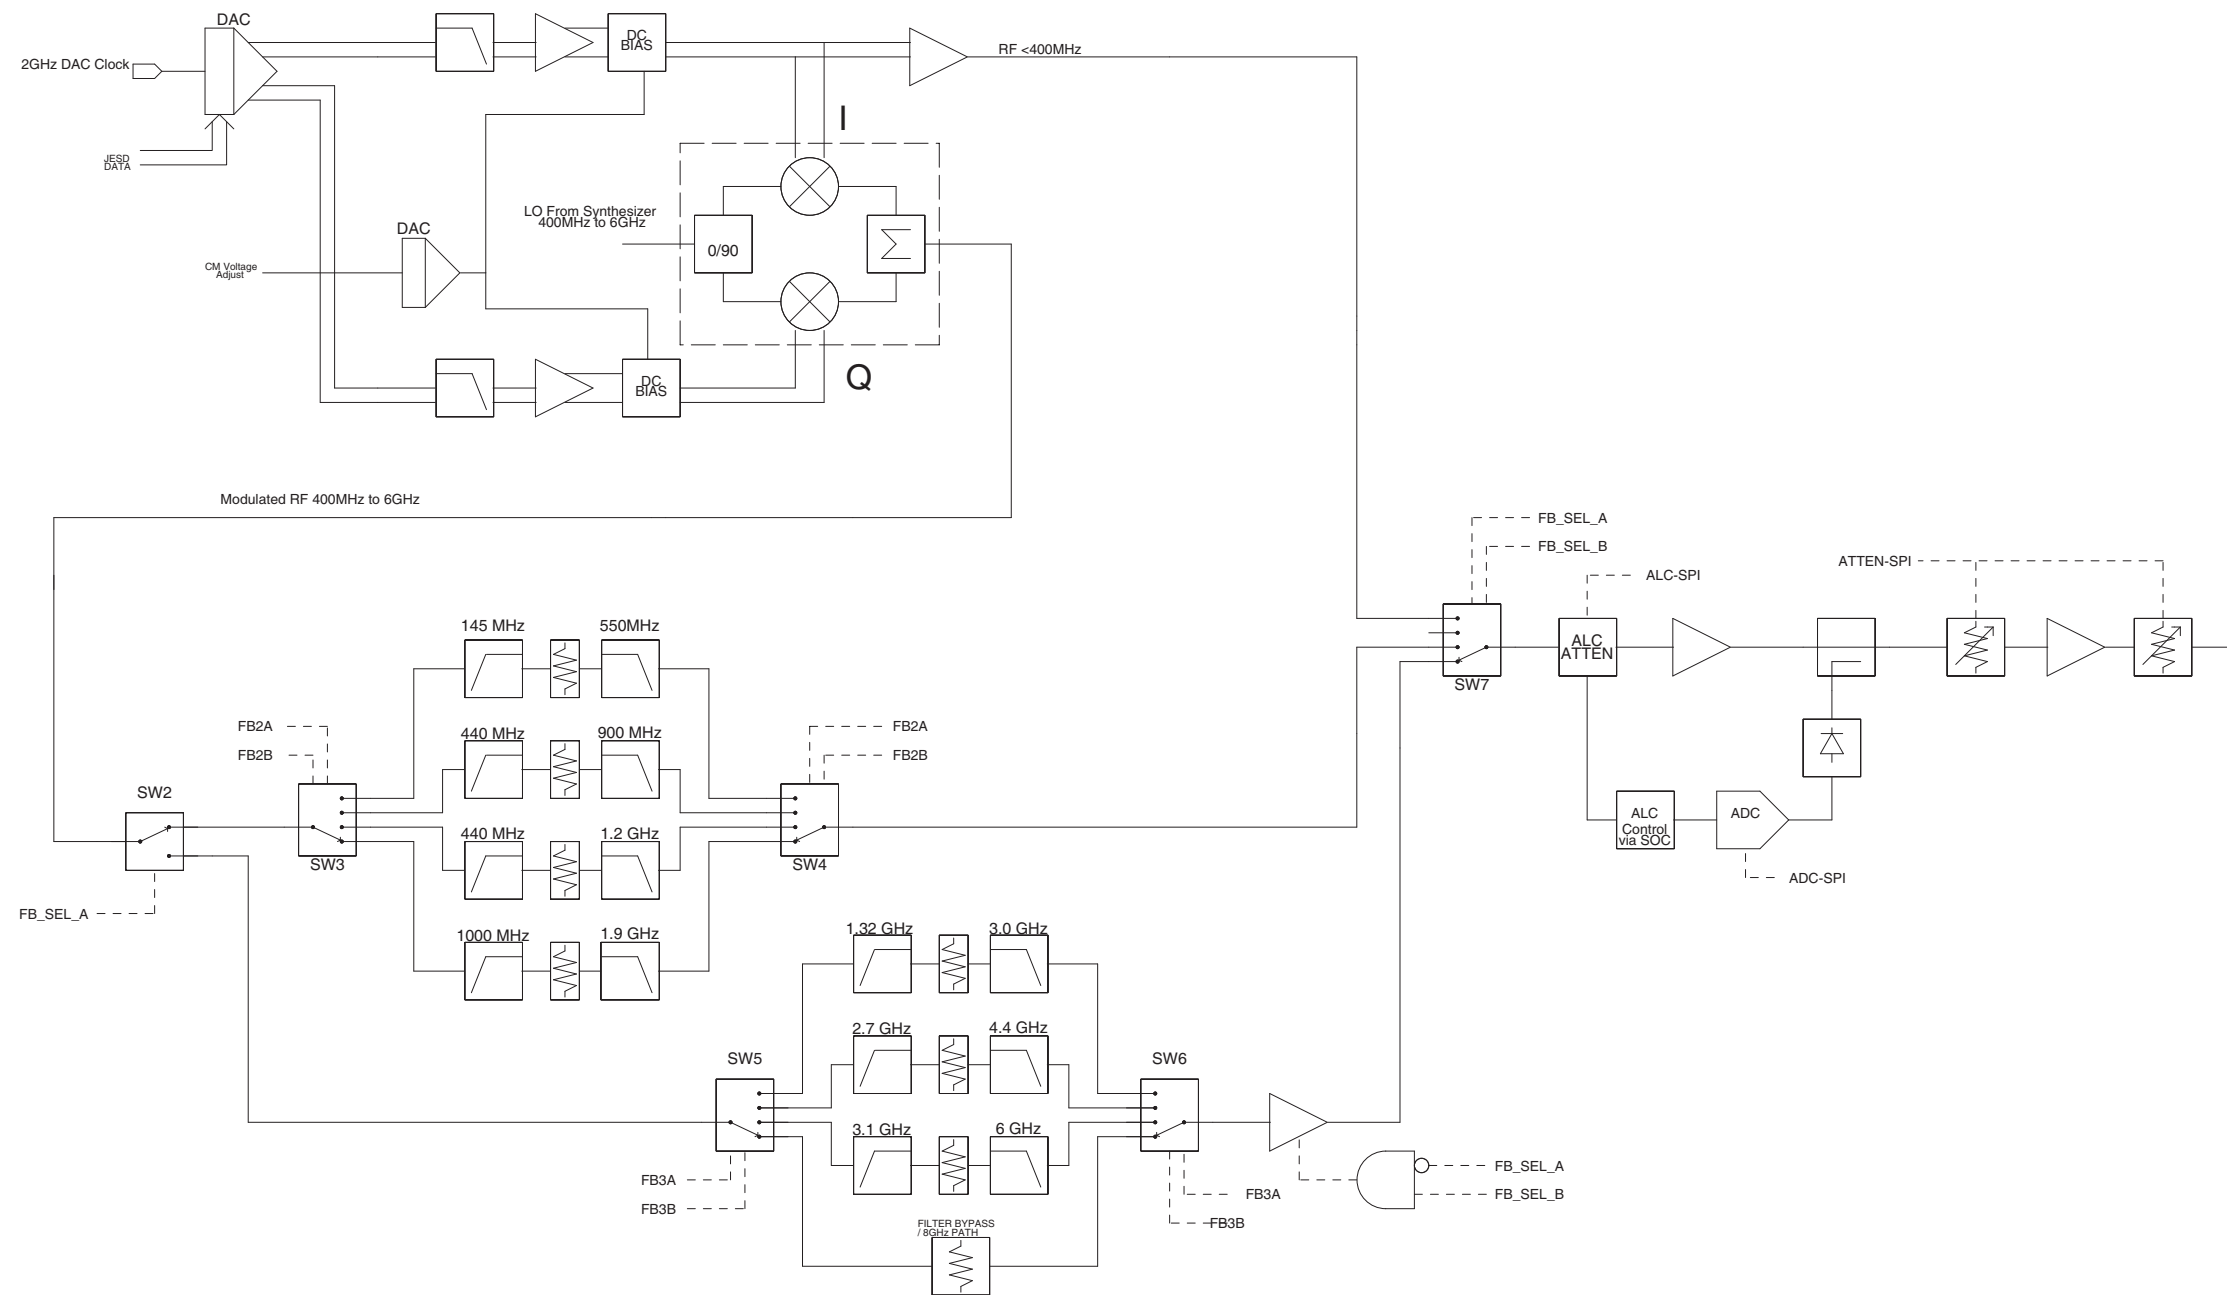 DAC
2GHz DAC Clock
JESD
DATA
DC
BIAS
RF <400MHz
I
LO From Synthesizer
400MHz to 6GHz
0/90
Σ
DAC
CM Voltage
Adjust
DC
BIAS
Q
Modulated RF 400MHz to 6GHz
FB_SEL_A
FB_SEL_B
ALC-SPI
ATTEN-SPI
ALC
ATTEN
SW7
145 MHz
550MHz
FB2A
FB2B
440 MHz
900 MHz
FB2A
FB2B
SW2
SW3
440 MHz
1.2 GHz
SW4
FB_SEL_A
1000 MHz
1.9 GHz
ALC
Control
via SOC
ADC
ADC-SPI
1.32 GHz
3.0 GHz
SW5
2.7 GHz
4.4 GHz
SW6
3.1 GHz
6 GHz
FB3A
FB3B
FB3A
FB3B
FB_SEL_A
FB_SEL_B
FILTER BYPASS
/ 8GHz PATH